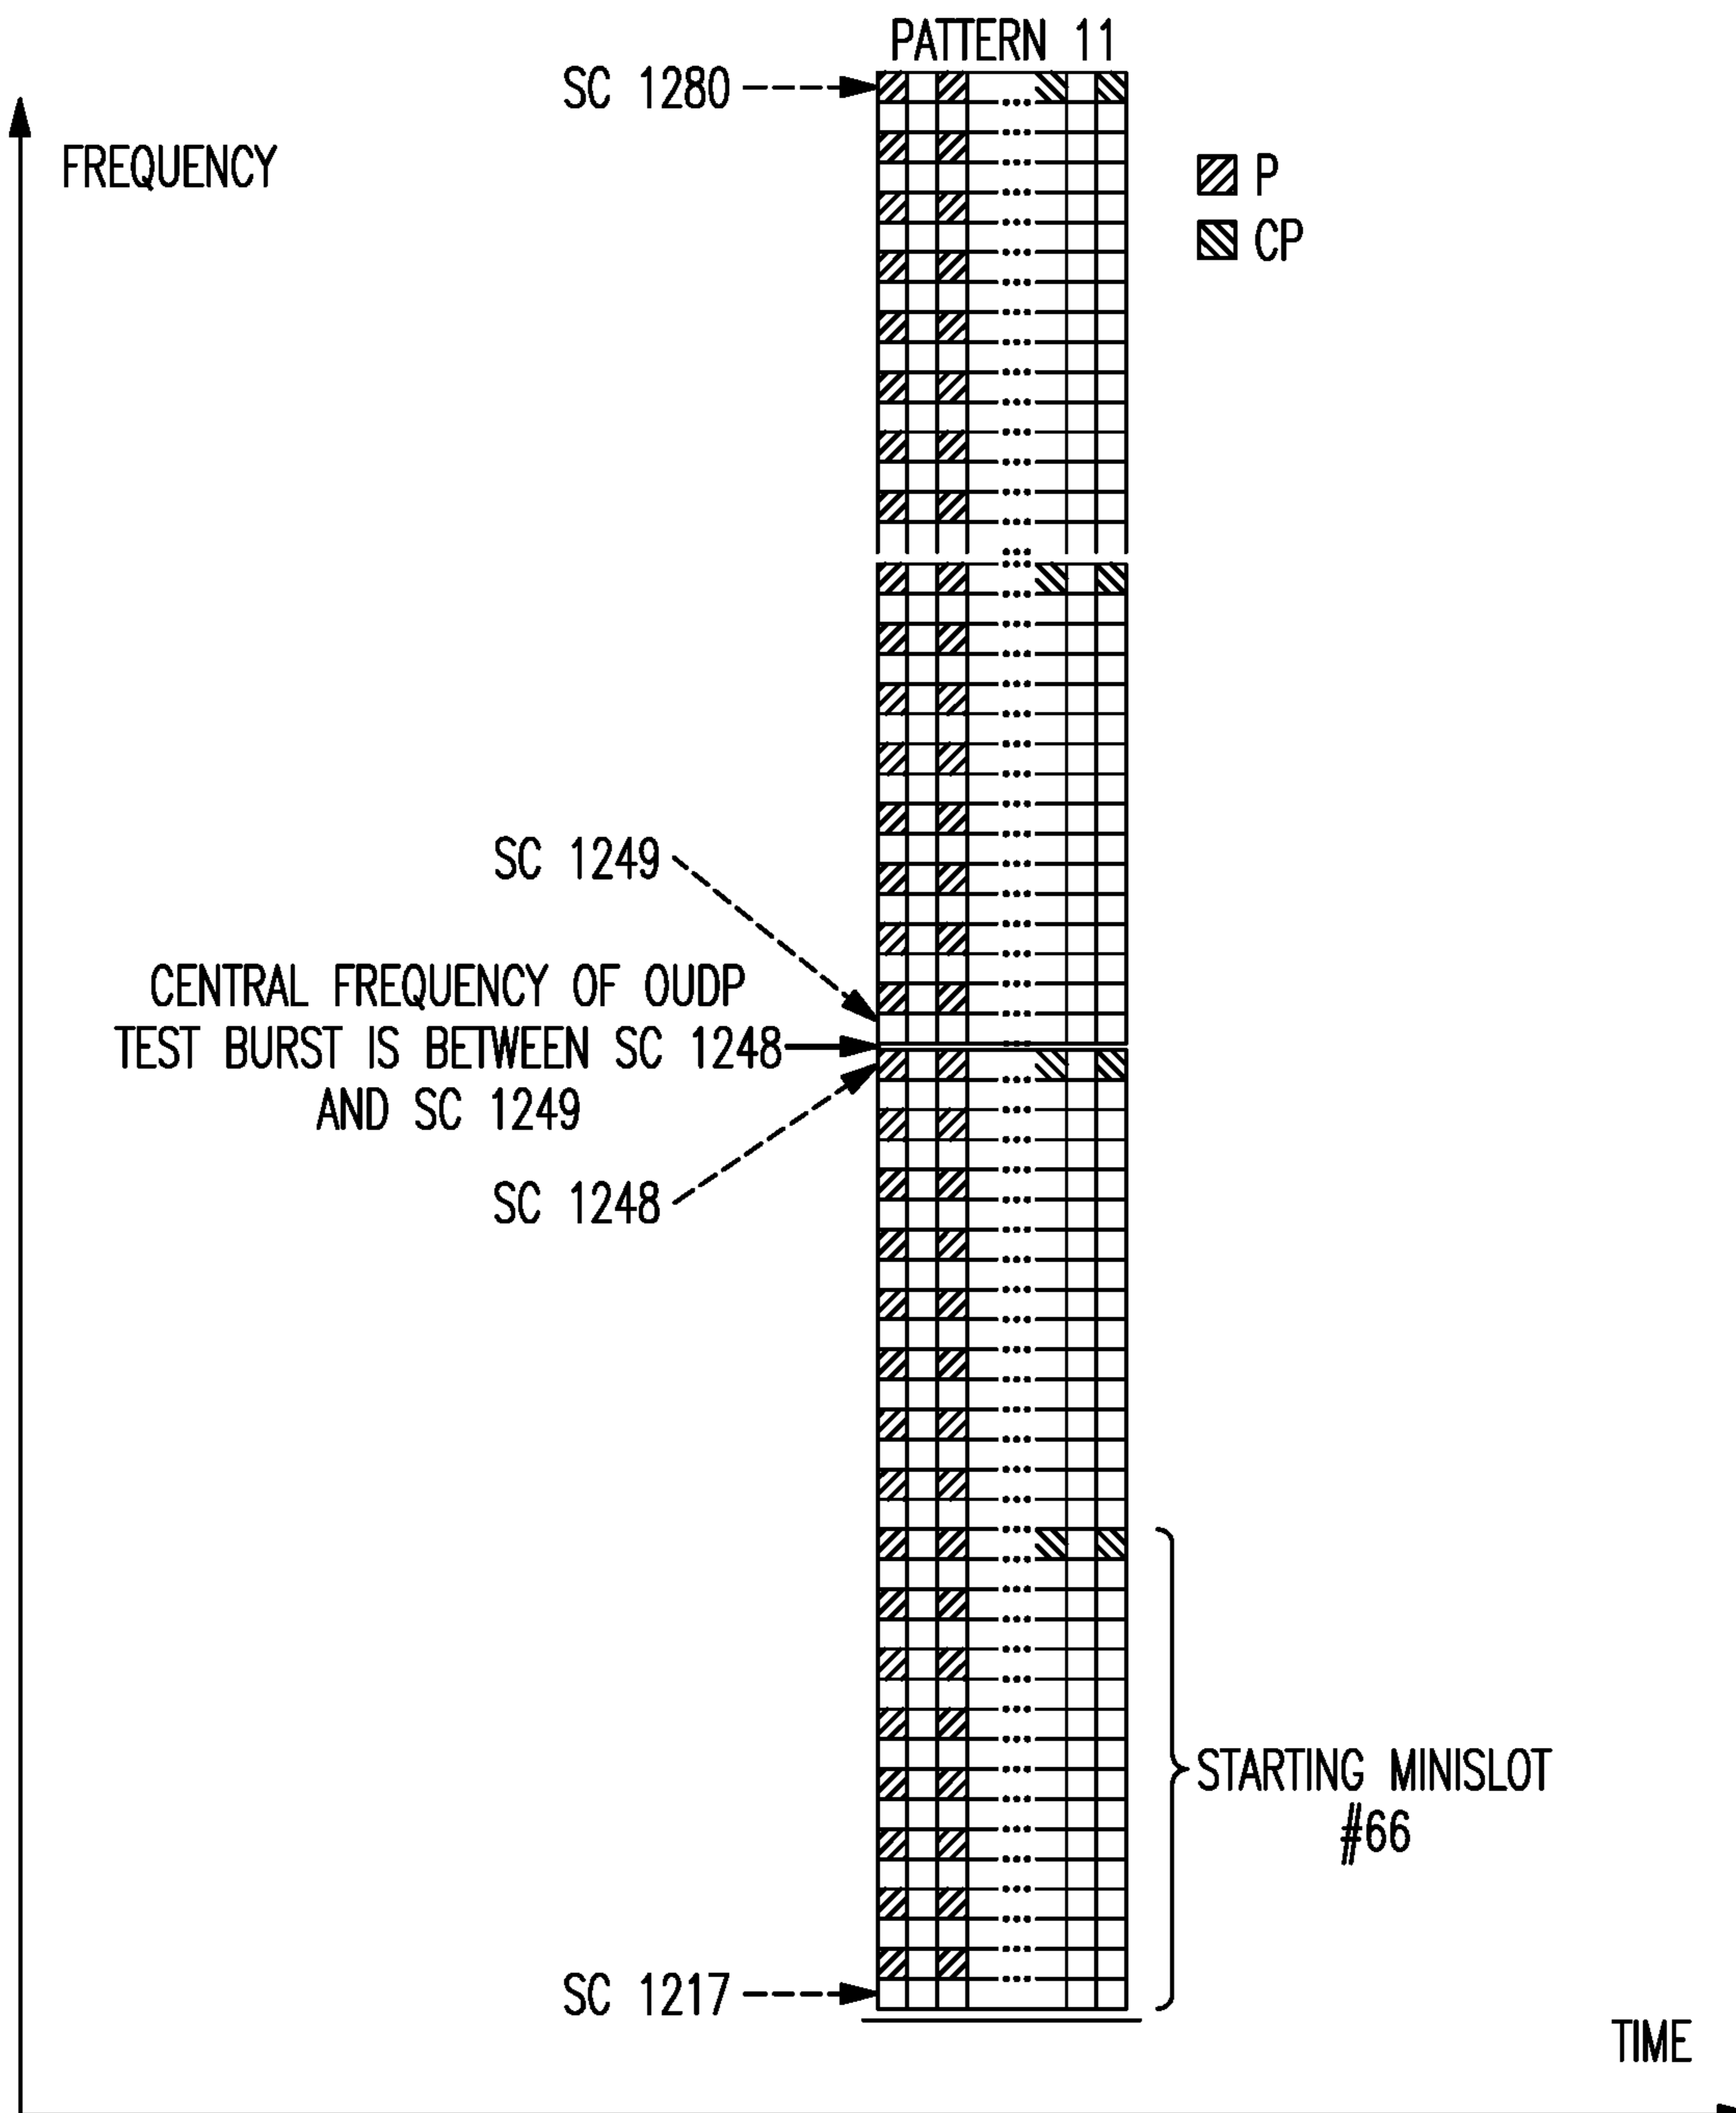 PATTERN 11
SC 1280
FREQUENCY
P
CP
SC 1249
CENTRAL FREQUENCY OF OUDP
TEST BURST IS BETWEEN SC 1248
AND SC 1249
SC 1248
STARTING MINISLOT
#66
SC 1217
TIME